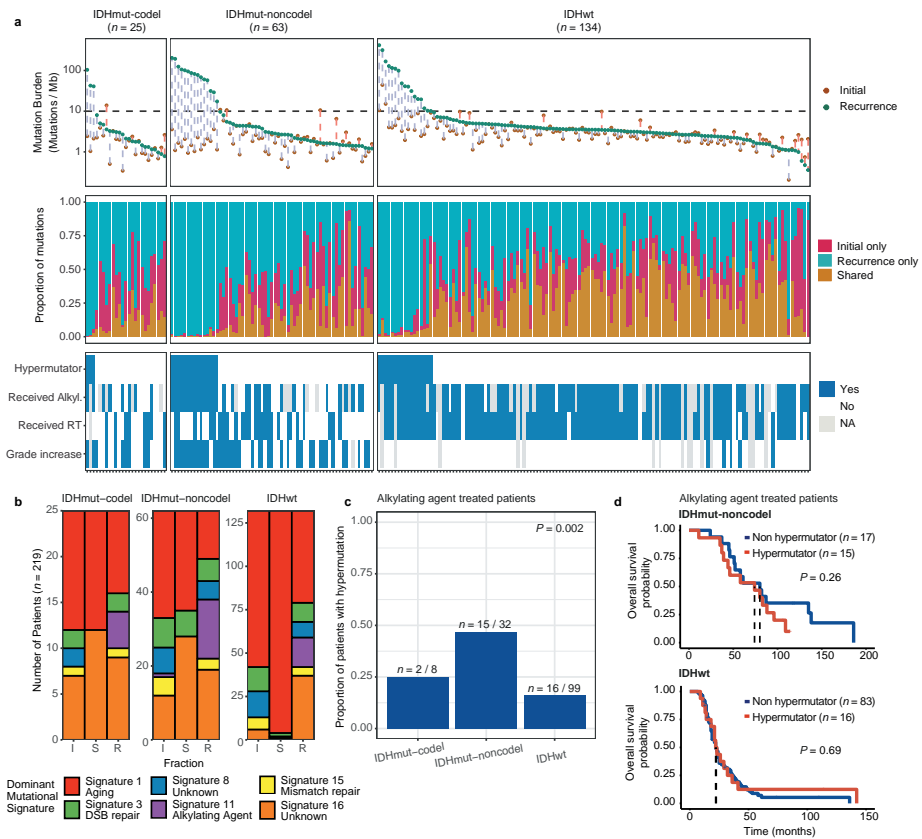 a
IDHmut-codel
(n = 25)
IDHmut-noncodel
(n = 63)
IDHwt
(n = 134)
Mutation Burden
(Mutations / Mb)
100
10
1
Initial
Recurrence
Proportion of mutations
1.00
0.75
0.50
0.25
0.00
Initial only
Recurrence only
Shared
Hypermutator
Received Alkyl.
Received RT
Grade increase
Yes
No
NA
b
IDHmut–codel
IDHmut–noncodel
IDHwt
Number of Patients (n = 219)
25
20
15
10
5
0
60
40
20
0
125
100
75
50
25
0
I S R
I S R
I S R
Fraction
Dominant
Mutational
Signature
Signature 1
Aging
Signature 3
DSB repair
Signature 8
Unknown
Signature 11
Alkylating Agent
Signature 15
Mismatch repair
Signature 16
Unknown
c
Alkylating agent treated patients
Proportion of patients with hypermutation
1.00
0.75
0.50
0.25
0.00
P = 0.002
n = 2 / 8
n = 15 / 32
n = 16 / 99
IDHmut–codel
IDHmut–noncodel
IDHwt
d
Alkylating agent treated patients
IDHmut-noncodel
Overall survival
probability
1.00
0.75
0.50
0.25
0.00
Non hypermutator (n = 17)
Hypermutator (n = 15)
P = 0.26
0 50 100 150 200
IDHwt
Overall survival
probability
1.00
0.75
0.50
0.25
0.00
Non hypermutator (n = 83)
Hypermutator (n = 16)
P = 0.69
0 50 100 150
Time (months)